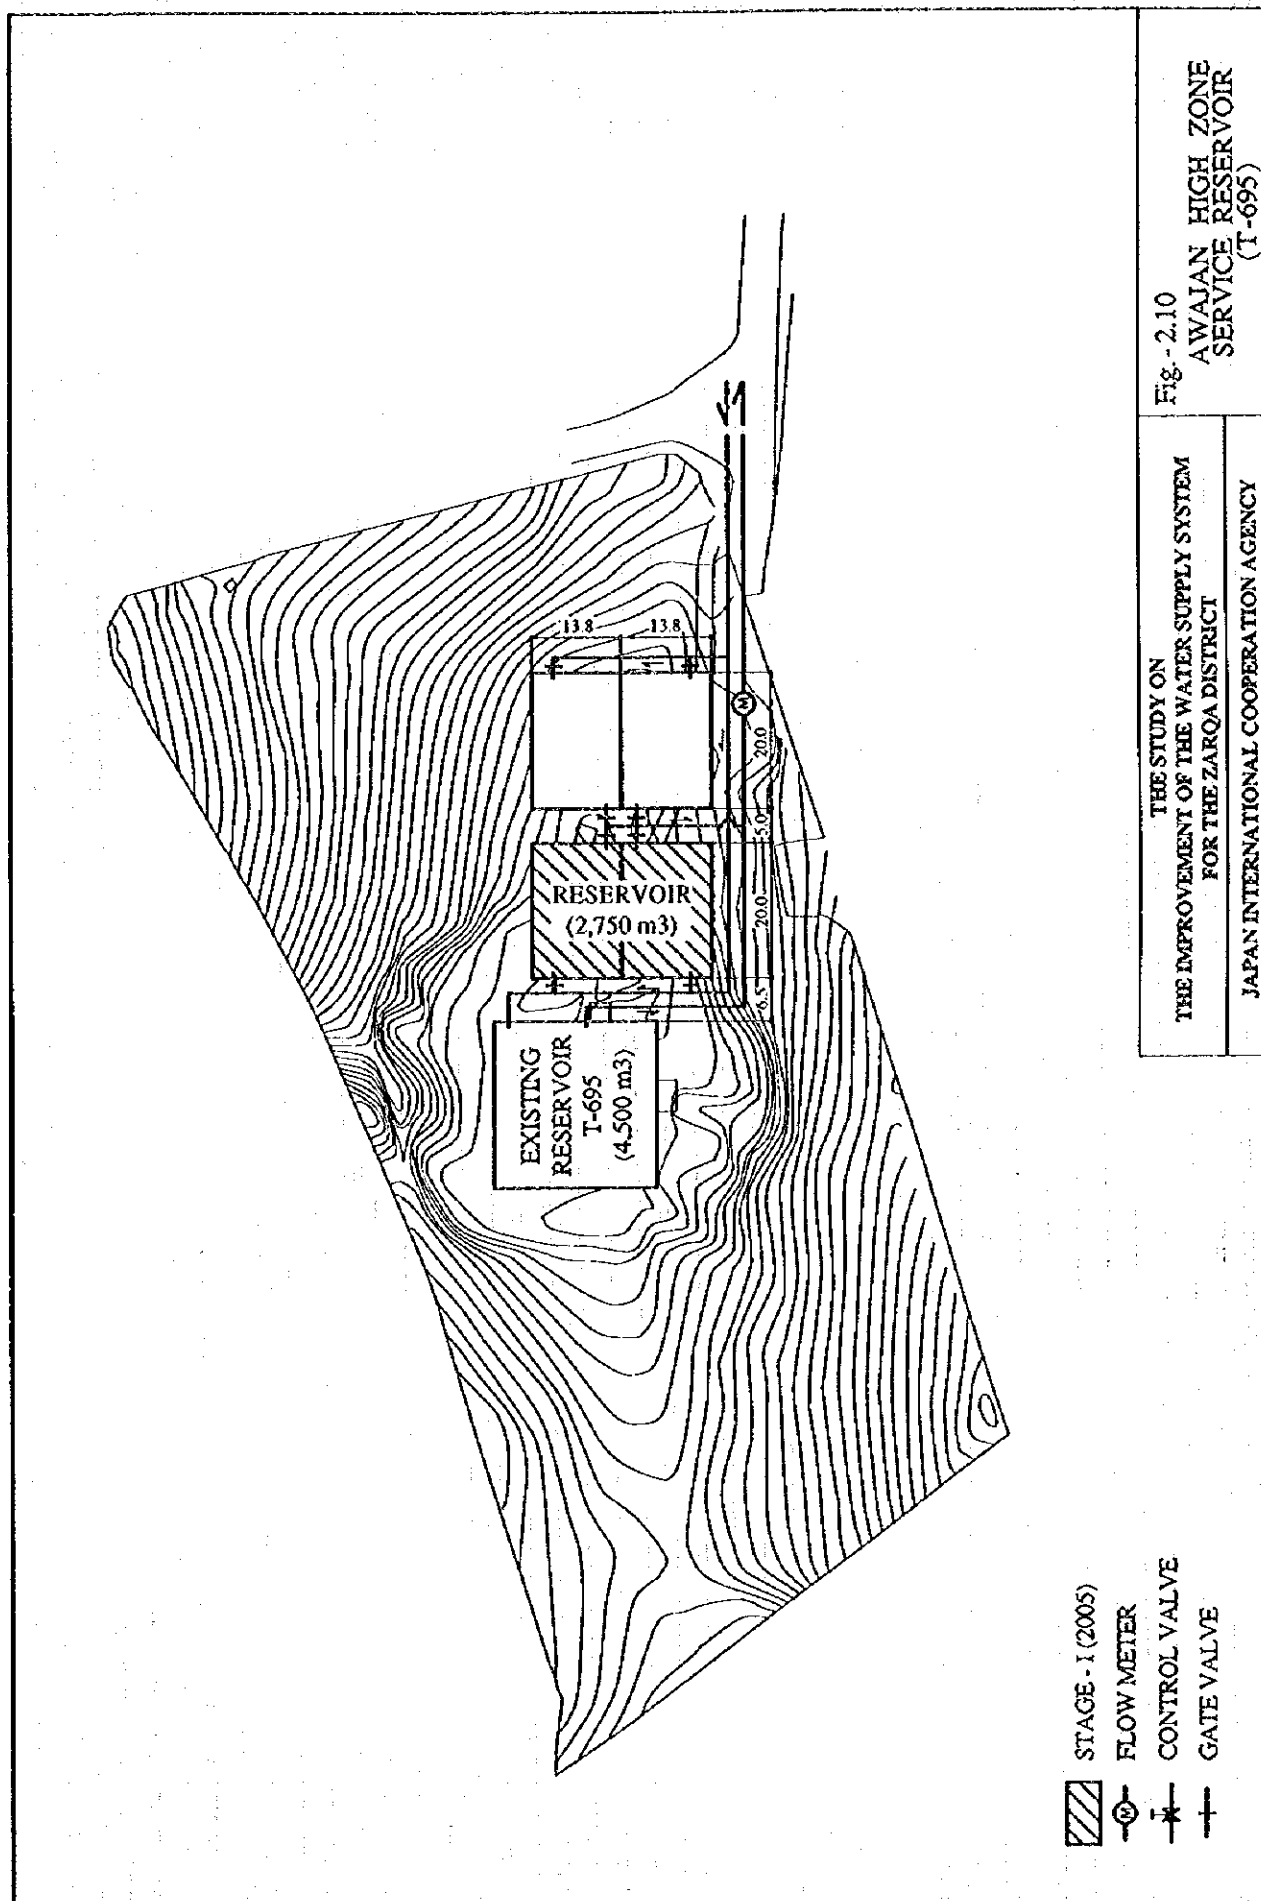 EXISTING
RESERVOIR
T-695
(4.500 m3)
RESERVOIR
(2,750 m3)
13.8
13.8
6.5
20.0
5.0
20.0
M
STAGE - I (2005)
M
FLOW METER
CONTROL VALVE
GATE VALVE
THE STUDY ON
THE IMPROVEMENT OF THE WATER SUPPLY SYSTEM
FOR THE ZARQA DISTRICT
JAPAN INTERNATIONAL COOPERATION AGENCY
Fig.- 2.10
AWAJAN HIGH ZONE
SERVICE RESERVOIR
(T-695)